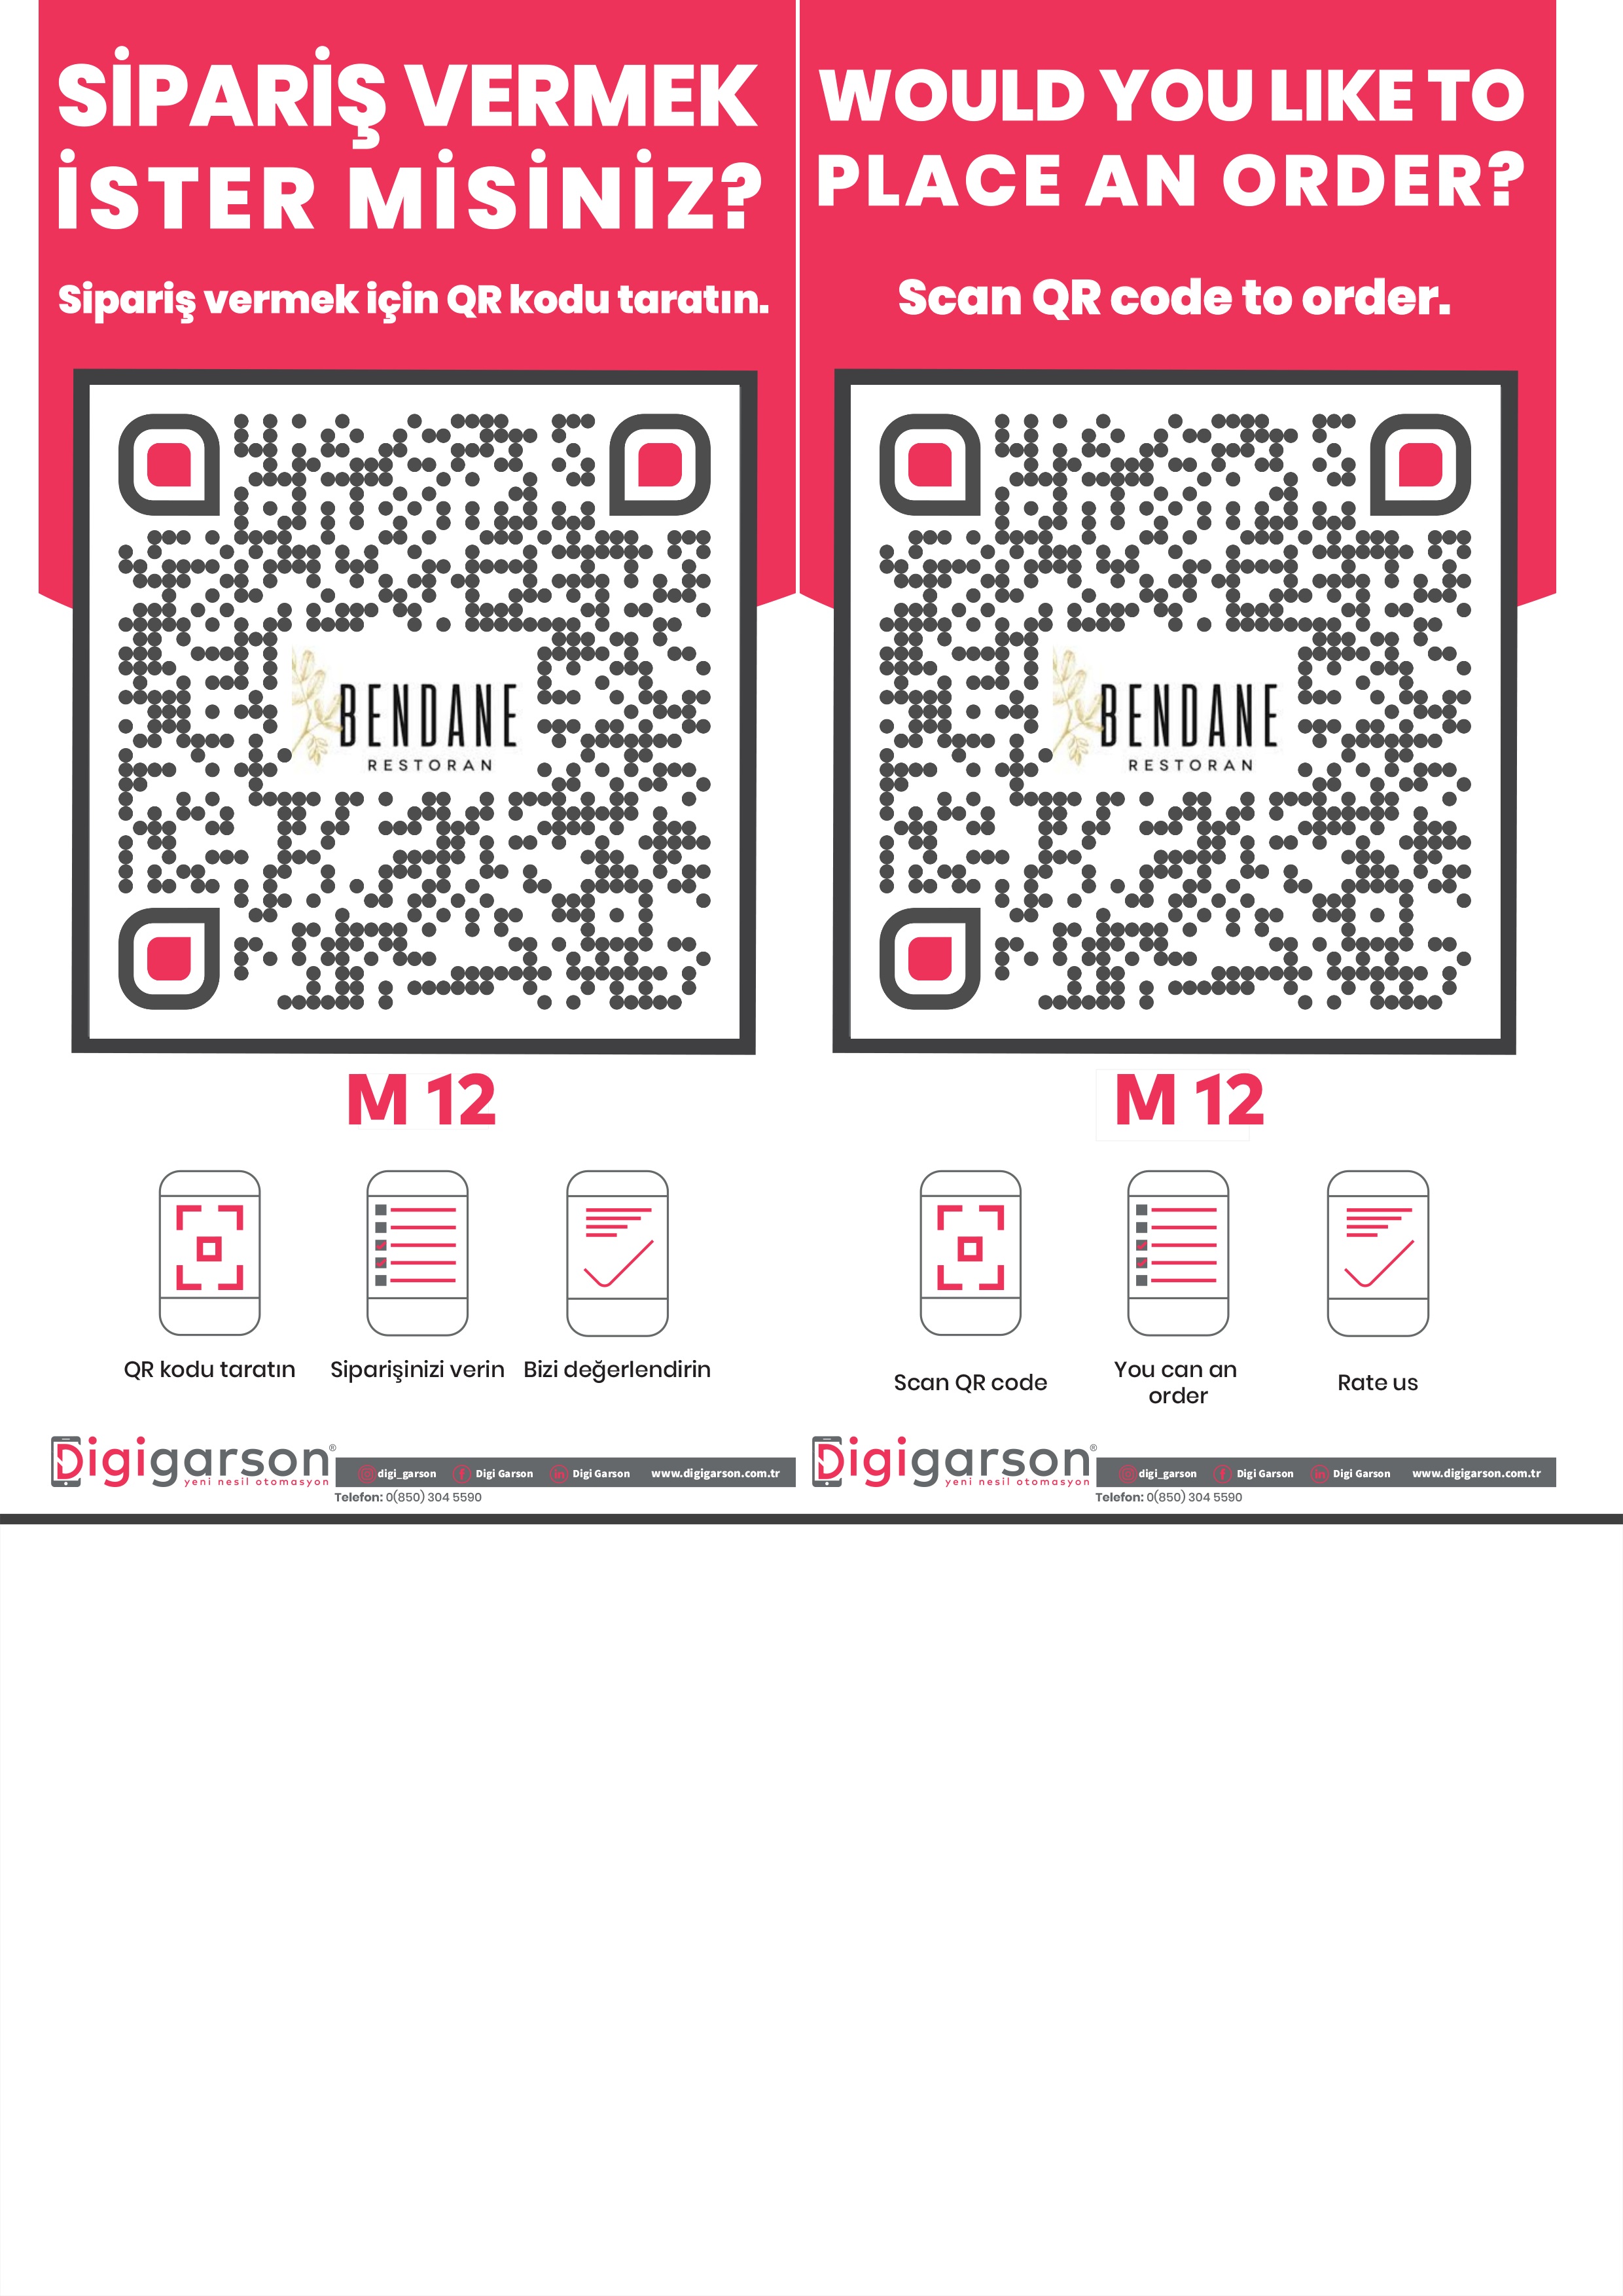 SİPARİŞ VERMEK
İSTER MİSİNİZ?
Sipariş vermek için QR kodu taratın.
BENDANE
RESTORAN
M 12
QR kodu taratın
Siparişinizi verin
Bizi değerlendirin
Digigarson®
yeni nesil otomasyon
digi_garson
Digi Garson
Digi Garson
www.digigarson.com.tr
Telefon: 0(850) 304 5590
WOULD YOU LIKE TO
PLACE AN ORDER?
Scan QR code to order.
BENDANE
RESTORAN
M 12
Scan QR code
You can an
order
Rate us
Digigarson®
yeni nesil otomasyon
digi_garson
Digi Garson
Digi Garson
www.digigarson.com.tr
Telefon: 0(850) 304 5590